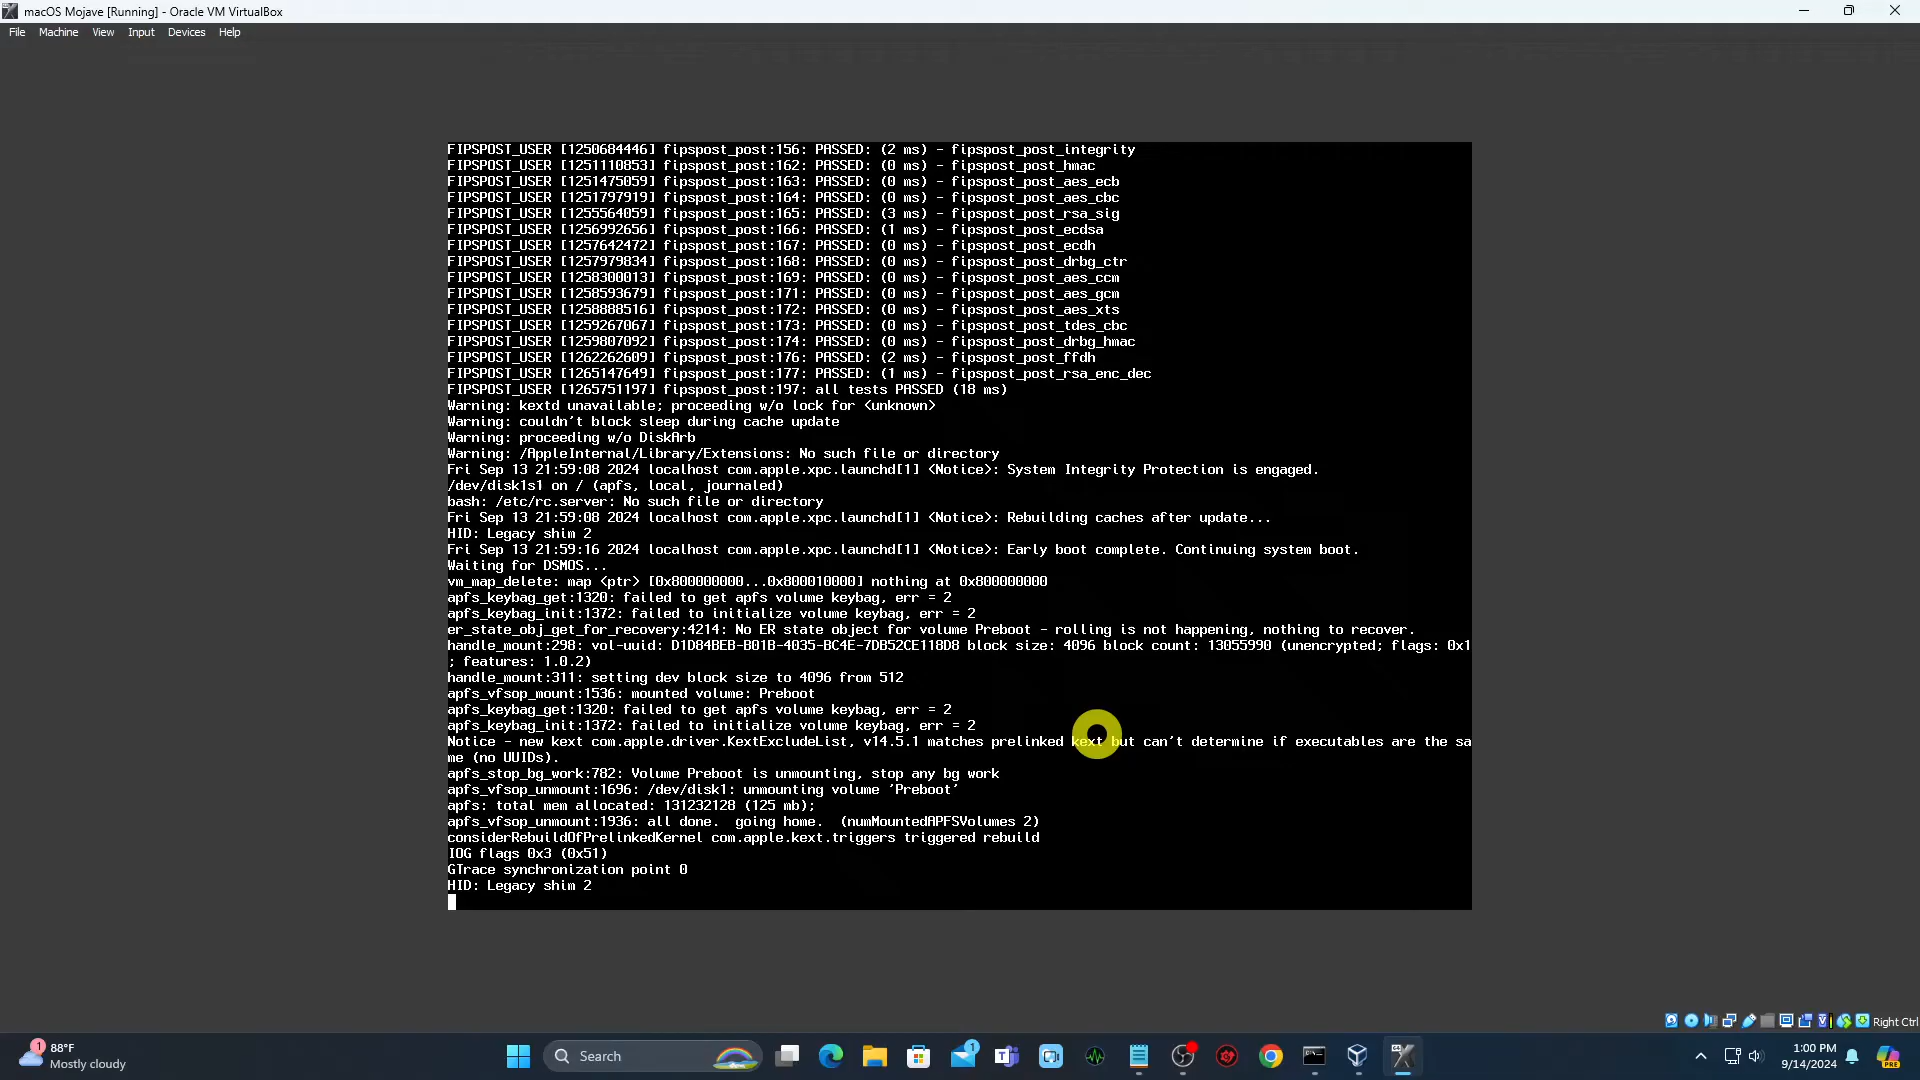 macOS Mojave [Running] - Oracle VM VirtualBox
File Machine View Input Devices Help
FIPSPOST_USER [1250684446] fipspost_post:156: PASSED: (2 ms) - fipspost_post_integrity
FIPSPOST_USER [1251110853] fipspost_post:162: PASSED: (0 ms) - fipspost_post_hmac
FIPSPOST_USER [1251475059] fipspost_post:163: PASSED: (0 ms) - fipspost_post_aes_ecb
FIPSPOST_USER [1251797919] fipspost_post:164: PASSED: (0 ms) - fipspost_post_aes_cbc
FIPSPOST_USER [1255564059] fipspost_post:165: PASSED: (3 ms) - fipspost_post_rsa_sig
FIPSPOST_USER [1256992656] fipspost_post:166: PASSED: (1 ms) - fipspost_post_ecdsa
FIPSPOST_USER [1257642472] fipspost_post:167: PASSED: (0 ms) - fipspost_post_ecdh
FIPSPOST_USER [1257979834] fipspost_post:168: PASSED: (0 ms) - fipspost_post_drbg_ctr
FIPSPOST_USER [1258300013] fipspost_post:169: PASSED: (0 ms) - fipspost_post_aes_ccm
FIPSPOST_USER [1258593679] fipspost_post:171: PASSED: (0 ms) - fipspost_post_aes_gcm
FIPSPOST_USER [1258888516] fipspost_post:172: PASSED: (0 ms) - fipspost_post_aes_xts
FIPSPOST_USER [1259267067] fipspost_post:173: PASSED: (0 ms) - fipspost_post_tdes_cbc
FIPSPOST_USER [1259807092] fipspost_post:174: PASSED: (0 ms) - fipspost_post_drbg_hmac
FIPSPOST_USER [1262262609] fipspost_post:176: PASSED: (2 ms) - fipspost_post_ffdh
FIPSPOST_USER [1265147649] fipspost_post:177: PASSED: (1 ms) - fipspost_post_rsa_enc_dec
FIPSPOST_USER [1265751197] fipspost_post:197: all tests PASSED (18 ms)
Warning: kextd unavailable; proceeding w/o lock for <unknown>
Warning: couldn't block sleep during cache update
Warning: proceeding w/o DiskArb
Warning: /AppleInternal/Library/Extensions: No such file or directory
Fri Sep 13 21:59:08 2024 localhost com.apple.xpc.launchd[1] <Notice>: System Integrity Protection is engaged.
/dev/disk1s1 on / (apfs, local, journaled)
bash: /etc/rc.server: No such file or directory
Fri Sep 13 21:59:08 2024 localhost com.apple.xpc.launchd[1] <Notice>: Rebuilding caches after update...
HID: Legacy shim 2
Fri Sep 13 21:59:16 2024 localhost com.apple.xpc.launchd[1] <Notice>: Early boot complete. Continuing system boot.
Waiting for DSMOS...
vm_map_delete: map <ptr> [0x800000000...0x800010000] nothing at 0x800000000
apfs_keybag_get:1320: failed to get apfs volume keybag, err = 2
apfs_keybag_init:1372: failed to initialize volume keybag, err = 2
er_state_obj_get_for_recovery:4214: No ER state object for volume Preboot - rolling is not happening, nothing to recover.
handle_mount:298: vol-uuid: D1D84BEB-B01B-4035-BC4E-7DB52CE118D8 block size: 4096 block count: 13055990 (unencrypted; flags: 0x1
; features: 1.0.2)
handle_mount:311: setting dev block size to 4096 from 512
apfs_vfsop_mount:1536: mounted volume: Preboot
apfs_keybag_get:1320: failed to get apfs volume keybag, err = 2
apfs_keybag_init:1372: failed to initialize volume keybag, err = 2
Notice - new kext com.apple.driver.KextExcludeList, v14.5.1 matches prelinked kext but can't determine if executables are the sa
me (no UUIDs).
apfs_stop_bg_work:782: Volume Preboot is unmounting, stop any bg work
apfs_vfsop_unmount:1696: /dev/disk1: unmounting volume 'Preboot'
apfs: total mem allocated: 131232128 (125 mb);
apfs_vfsop_unmount:1936: all done.  going home.  (numMountedAPFSVolumes 2)
considerRebuildOfPrelinkedKernel com.apple.kext.triggers triggered rebuild
IOG flags 0x3 (0x51)
GTrace synchronization point 0
HID: Legacy shim 2
Right Ctrl
1
88°F
Mostly cloudy
Search
1
1:00 PM
9/14/2024
PRE